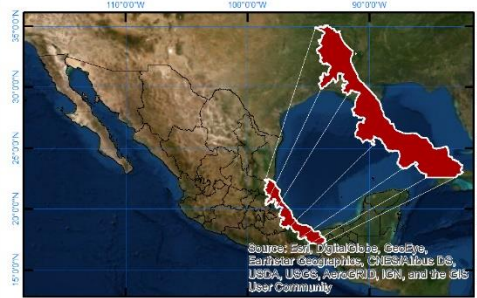 110°0'0"W 100°0'0"W 90°0'0"W
35°0'0"N
30°0'0"N
25°0'0"N
20°0'0"N
15°0'0"N
Source: Esri, DigitalGlobe, GeoEye,
Earthstar Geographics, CNES/Airbus DS,
USDA, USGS, AeroGRID, IGN, and the GIS
User Community